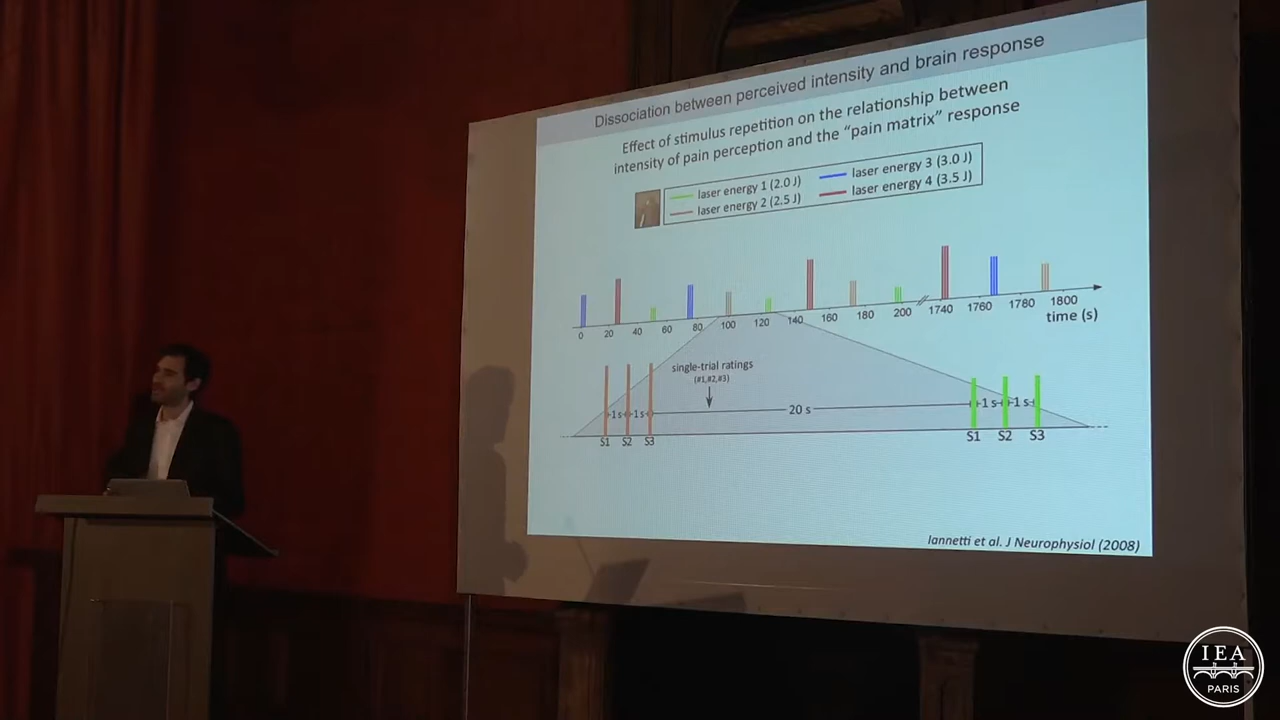 Dissociation between perceived intensity and brain response
Effect of stimulus repetition on the relationship between
intensity of pain perception and the “pain matrix” response
laser energy 1 (2.0 J)
laser energy 2 (2.5 J)
laser energy 3 (3.0 J)
laser energy 4 (3.5 J)
0 20 40 60 80 100 120 140 160 180 200 1740 1760 1780 1800
time (s)
single-trial ratings
(#1,#2,#3)
1 s 1 s 20 s 1 s 1 s
S1 S2 S3 S1 S2 S3
Iannetti et al. J Neurophysiol (2008)
IEA
PARIS